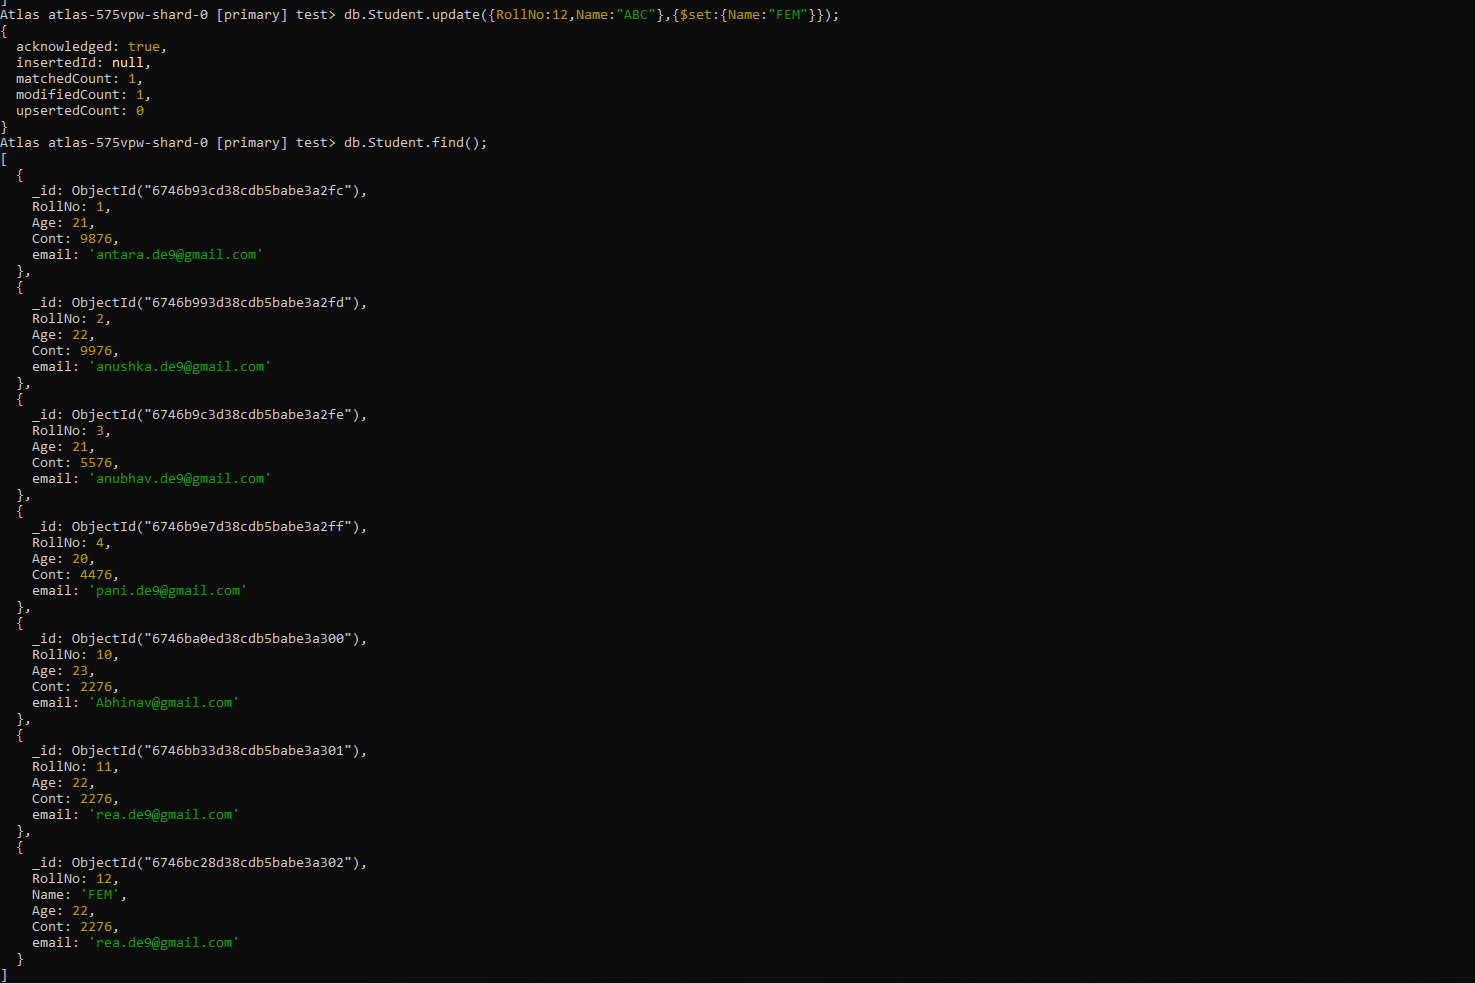 ]
Atlas atlas-575vpw-shard-0 [primary] test> db.Student.update({RollNo:12,Name:"ABC"},{$set:{Name:"FEM"}});
{
  acknowledged: true,
  insertedId: null,
  matchedCount: 1,
  modifiedCount: 1,
  upsertedCount: 0
}
Atlas atlas-575vpw-shard-0 [primary] test> db.Student.find();
[
  {
    _id: ObjectId("6746b93cd38cdb5babe3a2fc"),
    RollNo: 1,
    Age: 21,
    Cont: 9876,
    email: 'antara.de9@gmail.com'
  },
  {
    _id: ObjectId("6746b993d38cdb5babe3a2fd"),
    RollNo: 2,
    Age: 22,
    Cont: 9976,
    email: 'anushka.de9@gmail.com'
  },
  {
    _id: ObjectId("6746b9c3d38cdb5babe3a2fe"),
    RollNo: 3,
    Age: 21,
    Cont: 5576,
    email: 'anubhav.de9@gmail.com'
  },
  {
    _id: ObjectId("6746b9e7d38cdb5babe3a2ff"),
    RollNo: 4,
    Age: 20,
    Cont: 4476,
    email: 'pani.de9@gmail.com'
  },
  {
    _id: ObjectId("6746ba0ed38cdb5babe3a300"),
    RollNo: 10,
    Age: 23,
    Cont: 2276,
    email: 'Abhinav@gmail.com'
  },
  {
    _id: ObjectId("6746bb33d38cdb5babe3a301"),
    RollNo: 11,
    Age: 22,
    Cont: 2276,
    email: 'rea.de9@gmail.com'
  },
  {
    _id: ObjectId("6746bc28d38cdb5babe3a302"),
    RollNo: 12,
    Name: 'FEM',
    Age: 22,
    Cont: 2276,
    email: 'rea.de9@gmail.com'
  }
]